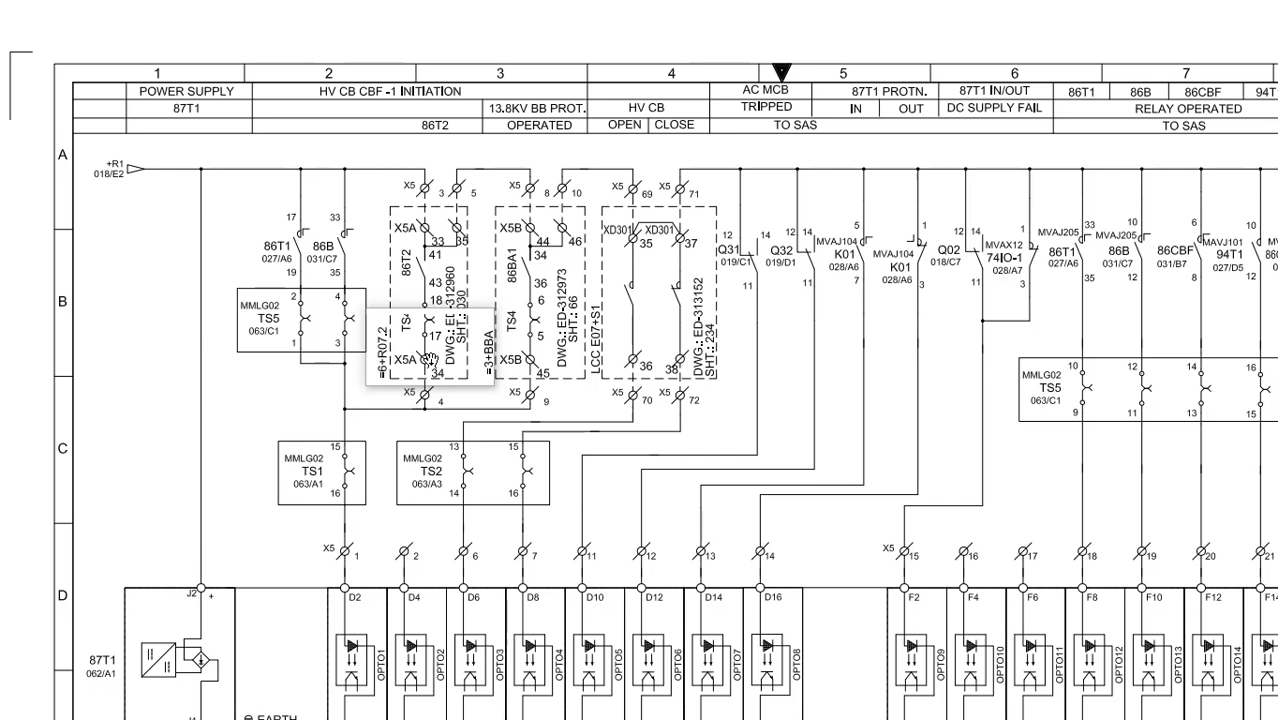 1 2 3 4 5 6 7
POWER SUPPLY HV CB CBF -1 INITIATION AC MCB 87T1 PROTN. 87T1 IN/OUT 86T1 86B 86CBF 94T1
87T1 13.8KV BB PROT. HV CB TRIPPED IN OUT DC SUPPLY FAIL RELAY OPERATED
86T2 OPERATED OPEN CLOSE TO SAS TO SAS
A
+R1
018/E2
X5 3 5 X5 8 10 X5 69 X5 71
17 33 X5A X5B XD301 XD301 12 14 12 14 5 1 12 14 1 33 10 6 10
33 35 44 46 35 37
86T1 86B
027/A6 031/C7
19 35
86T2 41 43
86BA1 34 36
Q31
019/C1
11
Q32
019/D1
11
MVAJ104
K01
028/A6
7
MVAJ104
K01
028/A6
3
Q02
018/C7
11
MVAX12
74IO-1
028/A7
3
MVAJ205
86T1
027/A6
35
MVAJ205
86B
031/C7
12
86CBF
031/B7
8
MVAJ101
94T1
027/D5
12
B
MMLG02
TS5
063/C1
2 4
1 3
18 17
X5A 34
=6+R07.2
SHT.: 030
TS4 6 5
X5B 45
=3+BBA
DWG.: ED-312973
SHT.: 66
LCC E07+S1
36 38
DWG.: ED-313152
SHT.: 234
X5 4 X5 9 X5 70 X5 72
MMLG02
TS5
063/C1
10 12 14 16
9 11 13 15
C
MMLG02
TS1
063/A1
15
16
MMLG02
TS2
063/A3
13 15
14 16
X5 1 2 6 7 11 12 13 14 X5 15 16 17 18 19 20 21
D
J2 + D2 D4 D6 D8 D10 D12 D14 D16 F2 F4 F6 F8 F10 F12 F14
87T1
062/A1
OPTO1 OPTO2 OPTO3 OPTO4 OPTO5 OPTO6 OPTO7 OPTO8 OPTO9 OPTO10 OPTO11 OPTO12 OPTO13 OPTO14
EARTH